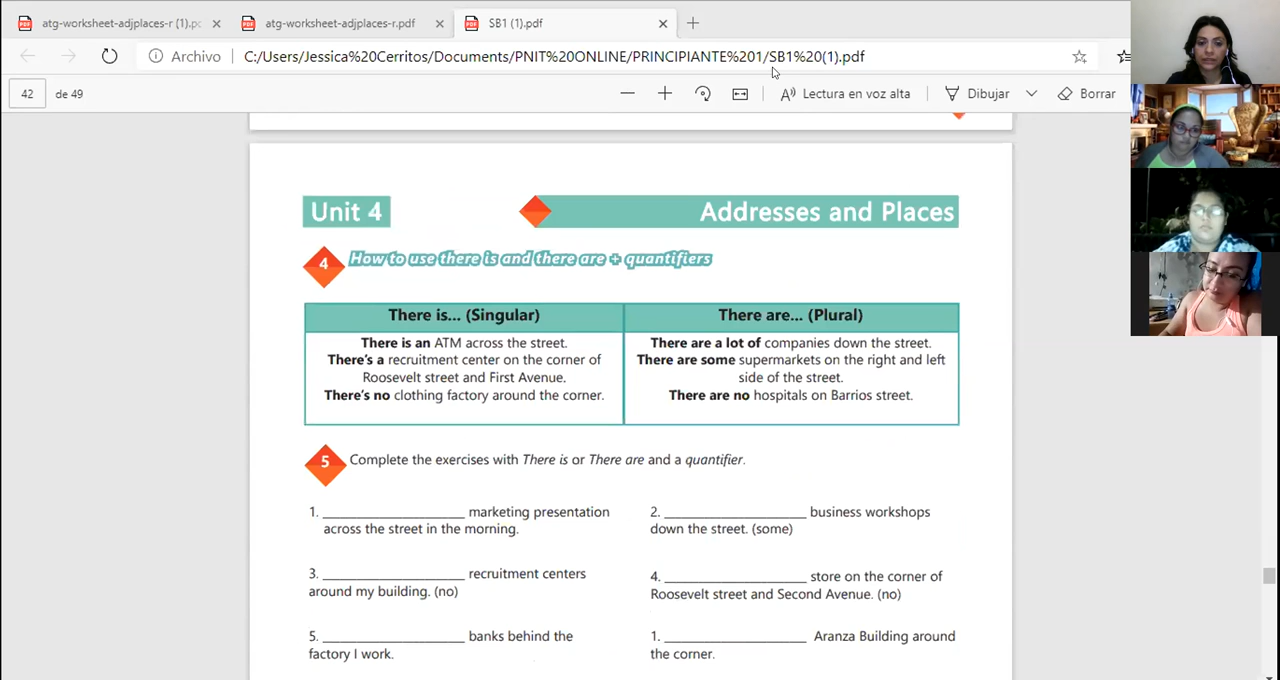 atg-worksheet-adjplaces-r (1).pc
atg-worksheet-adjplaces-r.pdf
SB1 (1).pdf
Archivo
C:/Users/Jessica%20Cerritos/Documents/PNIT%20ONLINE/PRINCIPIANTE%201/SB1%20(1).pdf
42 de 49
Lectura en voz alta
Dibujar
Borrar
Unit 4
Addresses and Places
4 How to use there is and there are + quantifiers
There is... (Singular)
There are... (Plural)
There is an ATM across the street.
There's a recruitment center on the corner of
Roosevelt street and First Avenue.
There's no clothing factory around the corner.
There are a lot of companies down the street.
There are some supermarkets on the right and left
side of the street.
There are no hospitals on Barrios street.
5 Complete the exercises with There is or There are and a quantifier.
1. ____________________ marketing presentation
across the street in the morning.
2. ____________________ business workshops
down the street. (some)
3. ____________________ recruitment centers
around my building. (no)
4. ____________________ store on the corner of
Roosevelt street and Second Avenue. (no)
5. ____________________ banks behind the
factory I work.
1. ____________________ Aranza Building around
the corner.